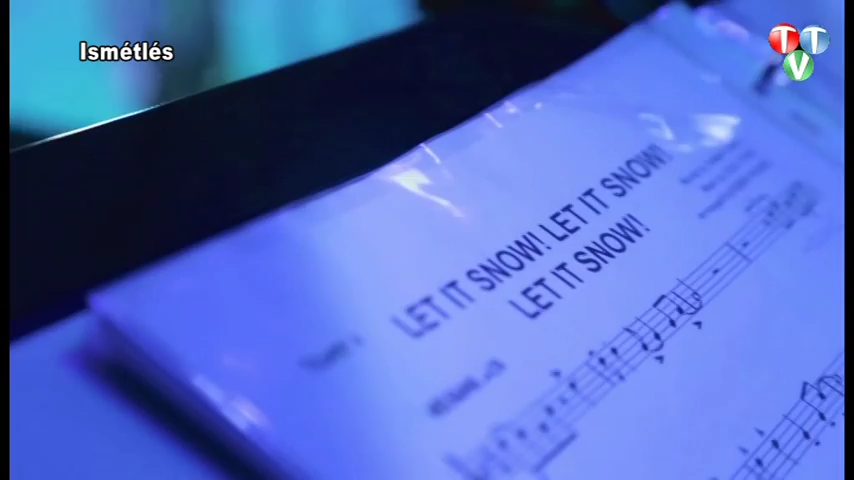 Ismétlés
T T
V
LET IT SNOW! LET IT SNOW!
LET IT SNOW!